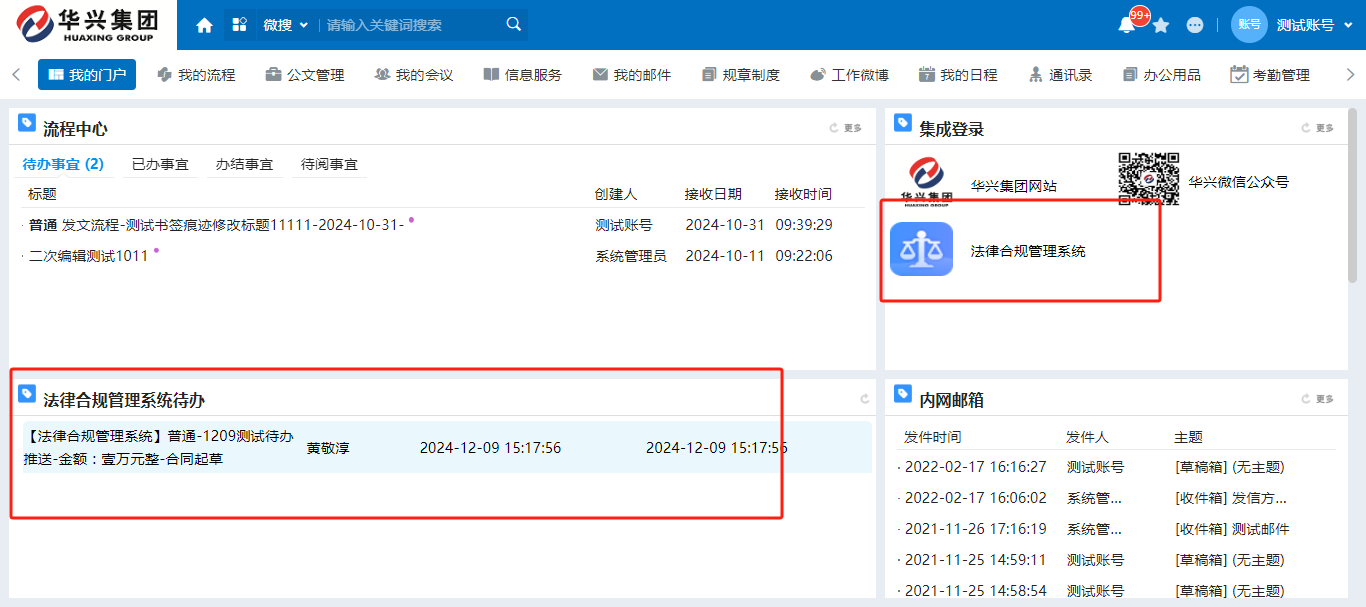 华兴集团
HUAXING GROUP
微搜 请输入关键词搜索 99+ 账号 测试账号
我的门户 我的流程 公文管理 我的会议 信息服务 我的邮件 规章制度 工作微博 7 我的日程 通讯录 办公用品 考勤管理
流程中心 更多
待办事宜 (2) 已办事宜 办结事宜 待阅事宜
标题 创建人 接收日期 接收时间
普通 发文流程-测试书签痕迹修改标题11111-2024-10-31- 测试账号 2024-10-31 09:39:29
二次编辑测试1011 系统管理员 2024-10-11 09:22:06
集成登录 更多
华兴集团
HUAXING GROUP
华兴集团网站 华兴微信公众号
法律合规管理系统
法律合规管理系统待办
【法律合规管理系统】普通-1209测试待办
推送-金额：壹万元整-合同起草 黄敬淳 2024-12-09 15:17:56 2024-12-09 15:17:56
内网邮箱 更多
发件时间 发件人 主题
2022-02-17 16:16:27 测试账号 [草稿箱] (无主题)
2022-02-17 16:06:02 系统管... [收件箱] 发信方...
2021-11-26 17:16:19 系统管... [收件箱] 测试邮件
2021-11-25 14:59:11 测试账号 [草稿箱] (无主题)
2021-11-25 14:58:54 测试账号 [草稿箱] (无主题)